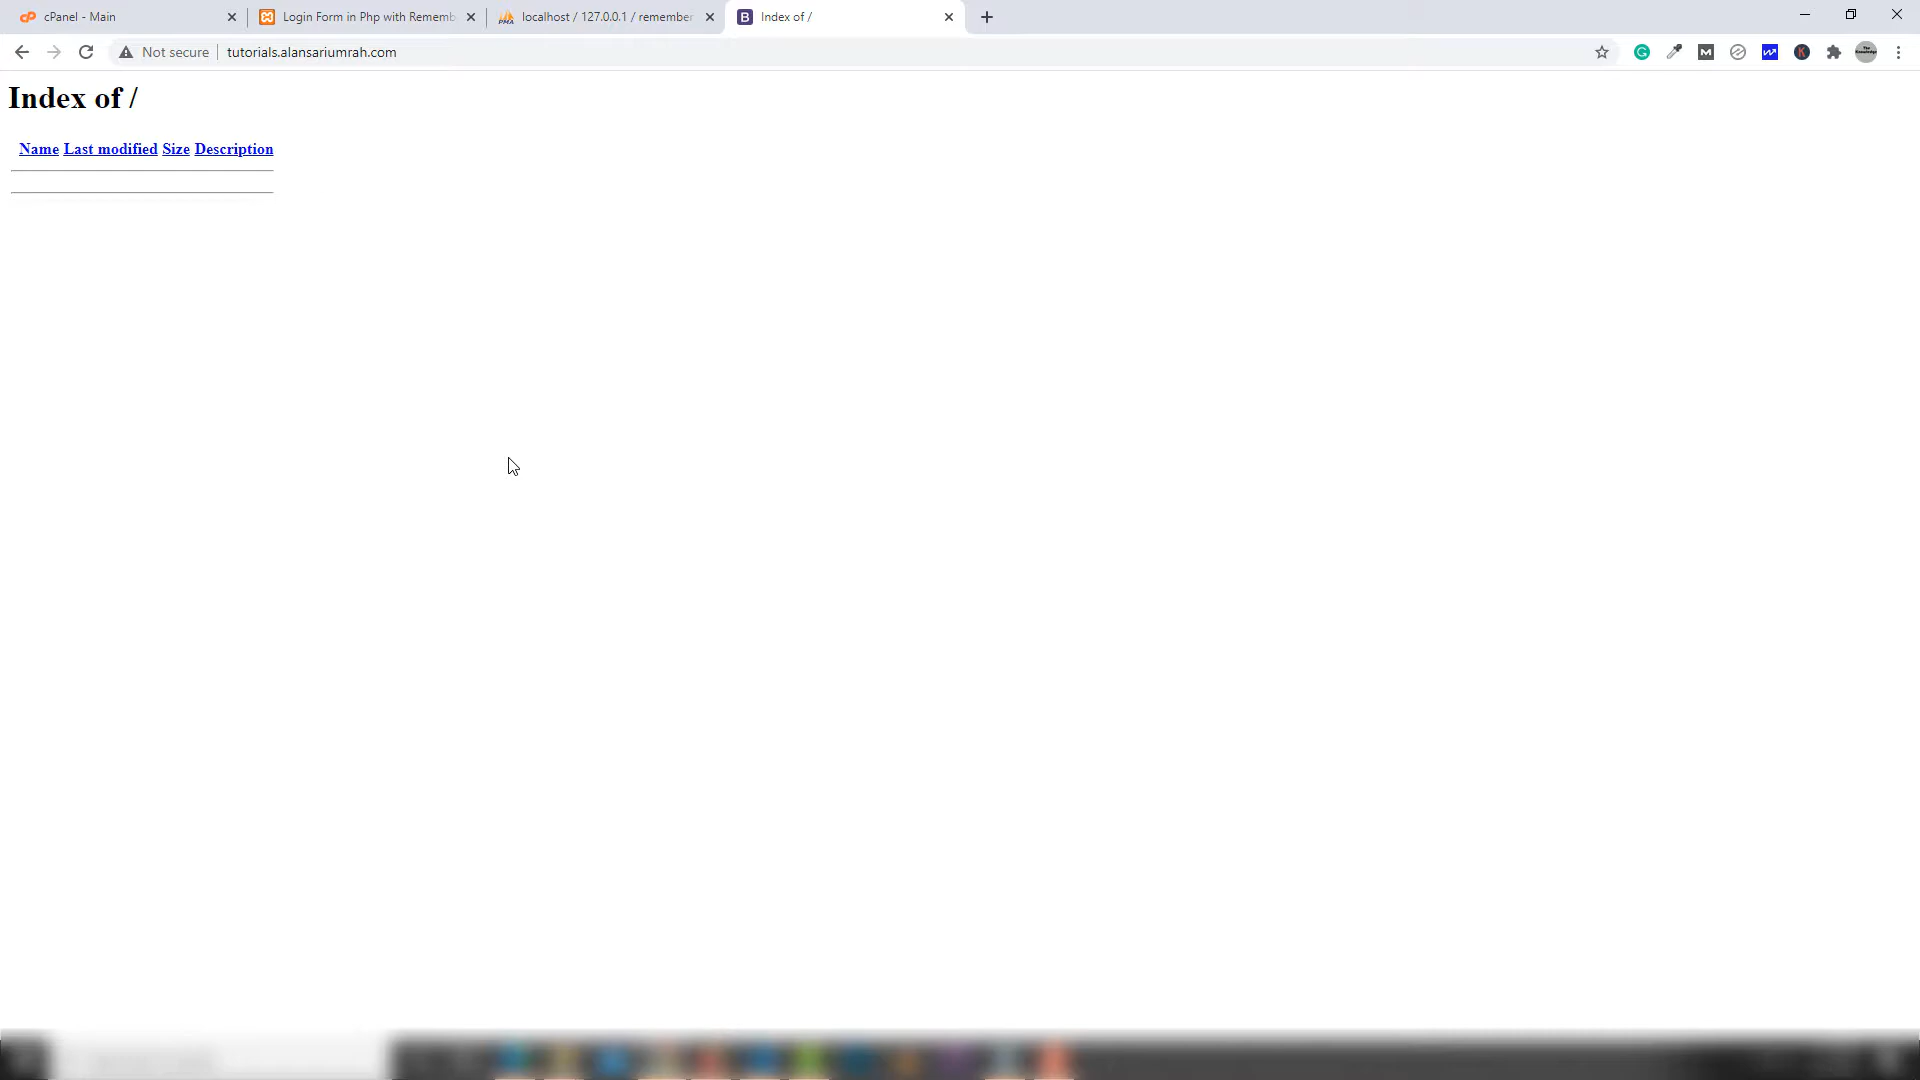 cPanel - Main
Login Form in Php with Rememb
localhost / 127.0.0.1 / remember
Index of /
Not secure
tutorials.alansariumrah.com
Index of /
Name Last modified Size Description